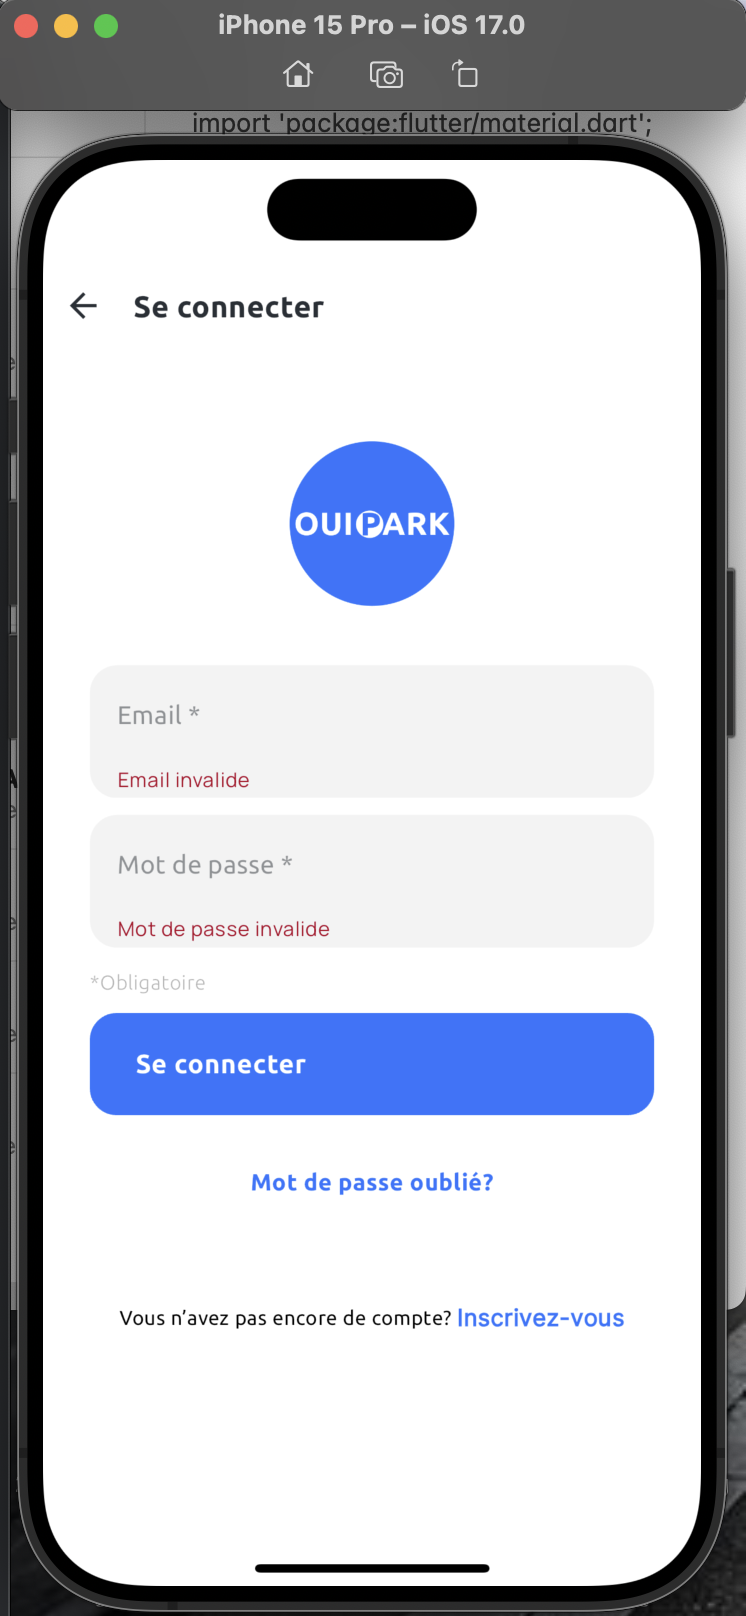 iPhone 15 Pro – iOS 17.0
import 'package:flutter/material.dart';
Se connecter
OUIPARK
Email *
Email invalide
Mot de passe *
Mot de passe invalide
*Obligatoire
Se connecter
Mot de passe oublié?
Vous n’avez pas encore de compte? Inscrivez-vous